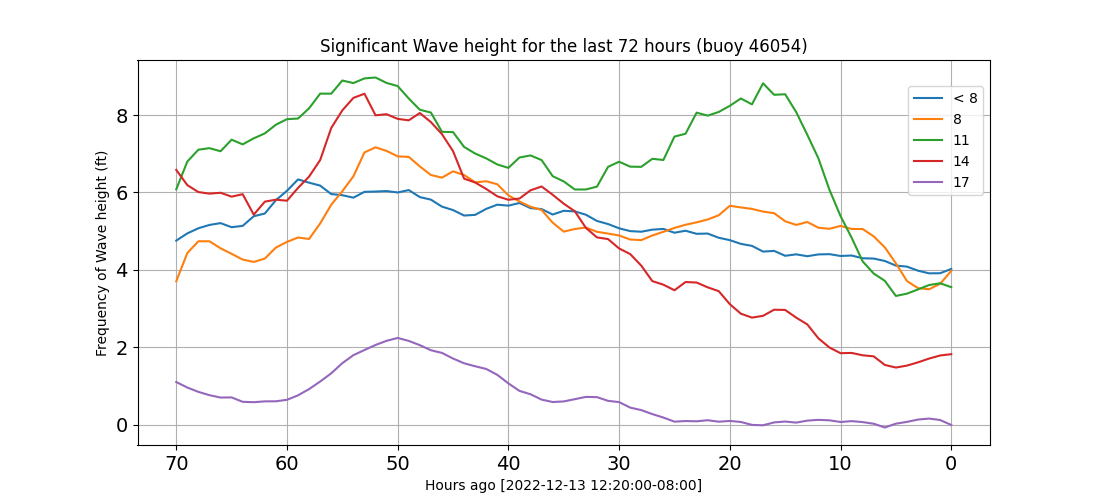 Significant Wave height for the last 72 hours (buoy 46054)
Frequency of Wave height (ft)
8
6
4
2
0
< 8
8
11
14
17
70 60 50 40 30 20 10 0
Hours ago [2022-12-13 12:20:00-08:00]